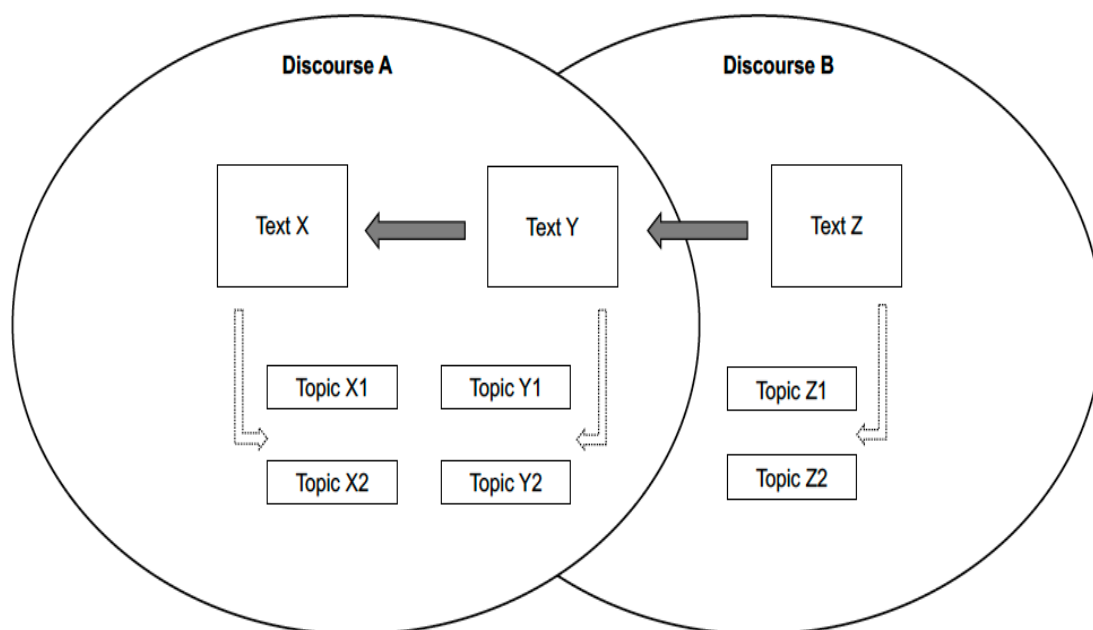 Discourse A
Discourse B
Text X
Text Y
Text Z
Topic X1
Topic Y1
Topic Z1
Topic X2
Topic Y2
Topic Z2